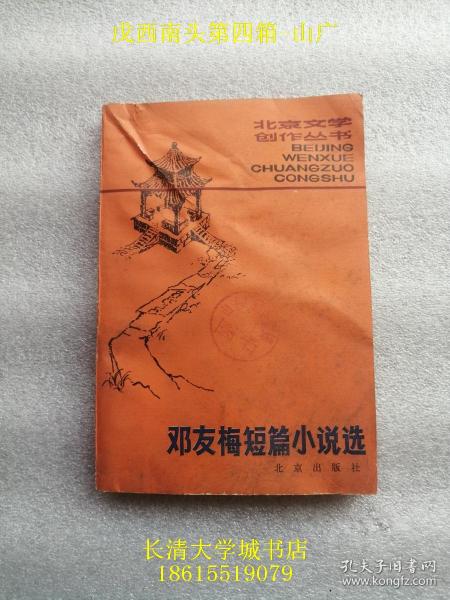 戊西南头第四箱-山广
北京文学
创作丛书
BEIJING
WENXUE
CHUANGZUO
CONGSHU
邓友梅短篇小说选
北京出版社
长清大学城书店
18615519079
孔夫子旧书网
www.kongfz.com